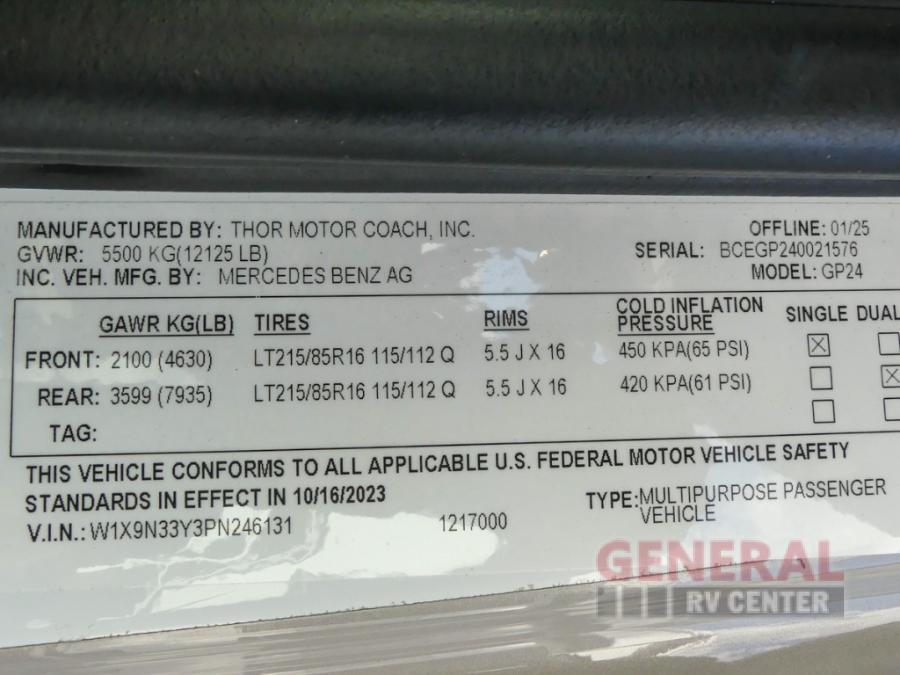 MANUFACTURED BY: THOR MOTOR COACH, INC. OFFLINE: 01/25
GVWR: 5500 KG(12125 LB) SERIAL: BCEGP240021576
INC. VEH. MFG. BY: MERCEDES BENZ AG MODEL: GP24
GAWR KG(LB) TIRES RIMS COLD INFLATION PRESSURE SINGLE DUAL
FRONT: 2100 (4630) LT215/85R16 115/112 Q 5.5 J X 16 450 KPA(65 PSI)
REAR: 3599 (7935) LT215/85R16 115/112 Q 5.5 J X 16 420 KPA(61 PSI)
TAG:
THIS VEHICLE CONFORMS TO ALL APPLICABLE U.S. FEDERAL MOTOR VEHICLE SAFETY
STANDARDS IN EFFECT IN 10/16/2023 TYPE: MULTIPURPOSE PASSENGER VEHICLE
V.I.N.: W1X9N33Y3PN246131 1217000
GENERAL
RV CENTER